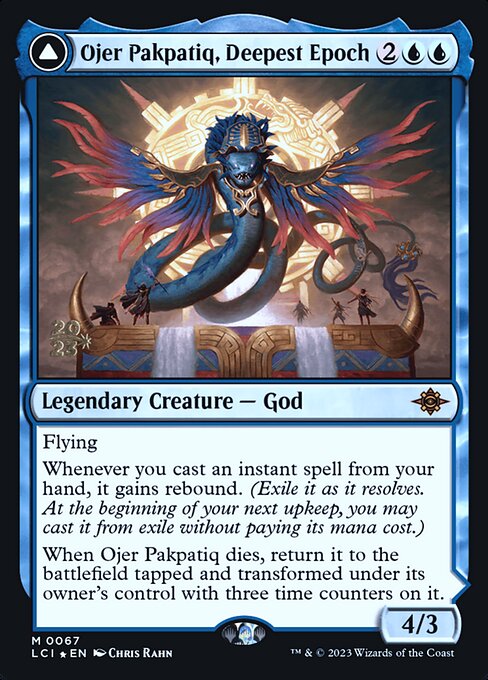 Ojer Pakpatiq, Deepest Epoch 2
20
23
Legendary Creature — God
Flying
Whenever you cast an instant spell from your
hand, it gains rebound. (Exile it as it resolves.
At the beginning of your next upkeep, you may
cast it from exile without paying its mana cost.)
When Ojer Pakpatiq dies, return it to the
battlefield tapped and transformed under its
owner's control with three time counters on it.
4/3
M 0067
LCI ★ EN Chris Rahn
™ & © 2023 Wizards of the Coast